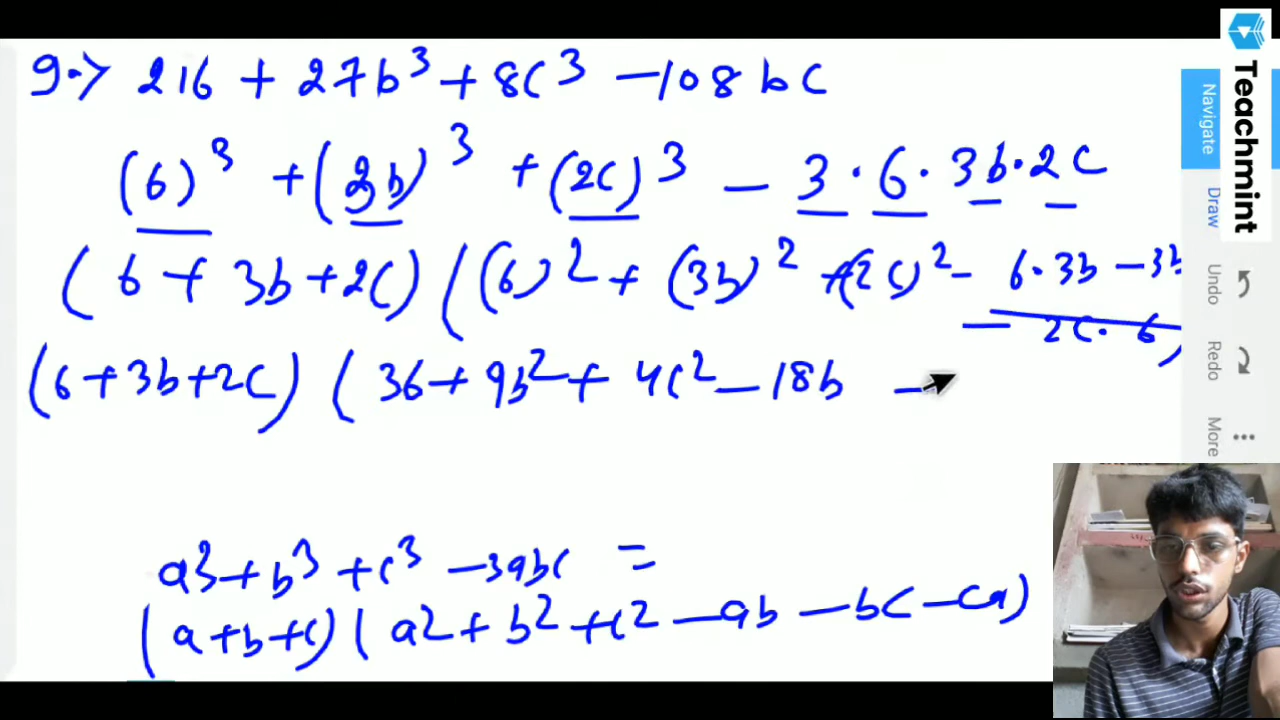 9.> 216 + 27b³ + 8c³ - 108bc
(6)³ + (3b)³ + (2c)³ - 3·6·3b·2c
(6 + 3b + 2c) ((6)² + (3b)² + (2c)² - 6·3b - 3b
- 2c·6)
(6 + 3b + 2c) (36 + 9b² + 4c² - 18b -
a³ + b³ + c³ - 3abc =
(a + b + c) (a² + b² + c² - ab - bc - ca)
Teachmint
Navigate
Draw
Undo
Redo
More